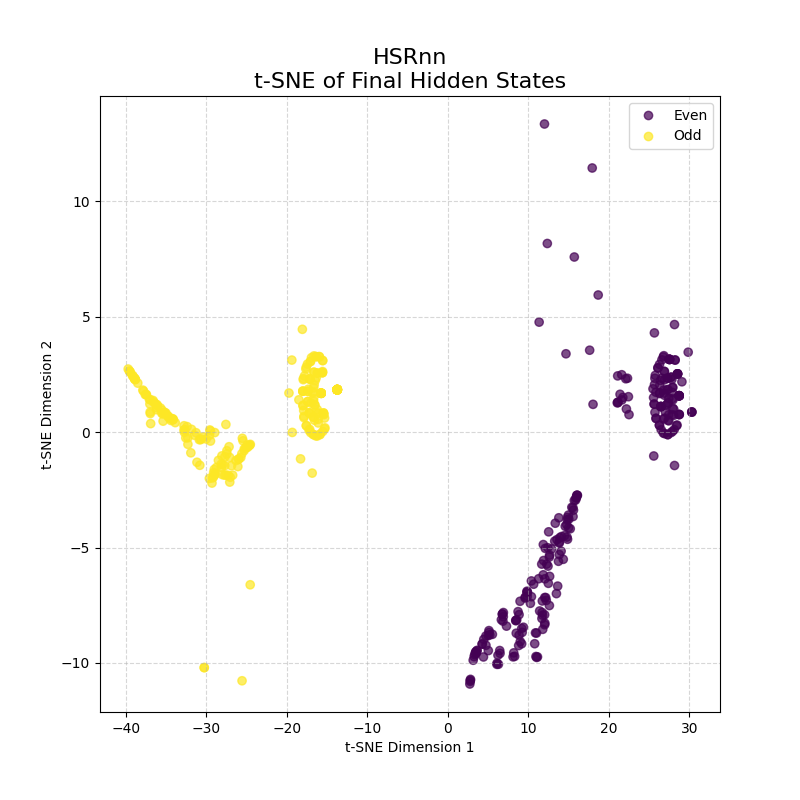 HSRnn
t-SNE of Final Hidden States
Even
Odd
10
5
0
−5
−10
t-SNE Dimension 2
−40 −30 −20 −10 0 10 20 30
t-SNE Dimension 1